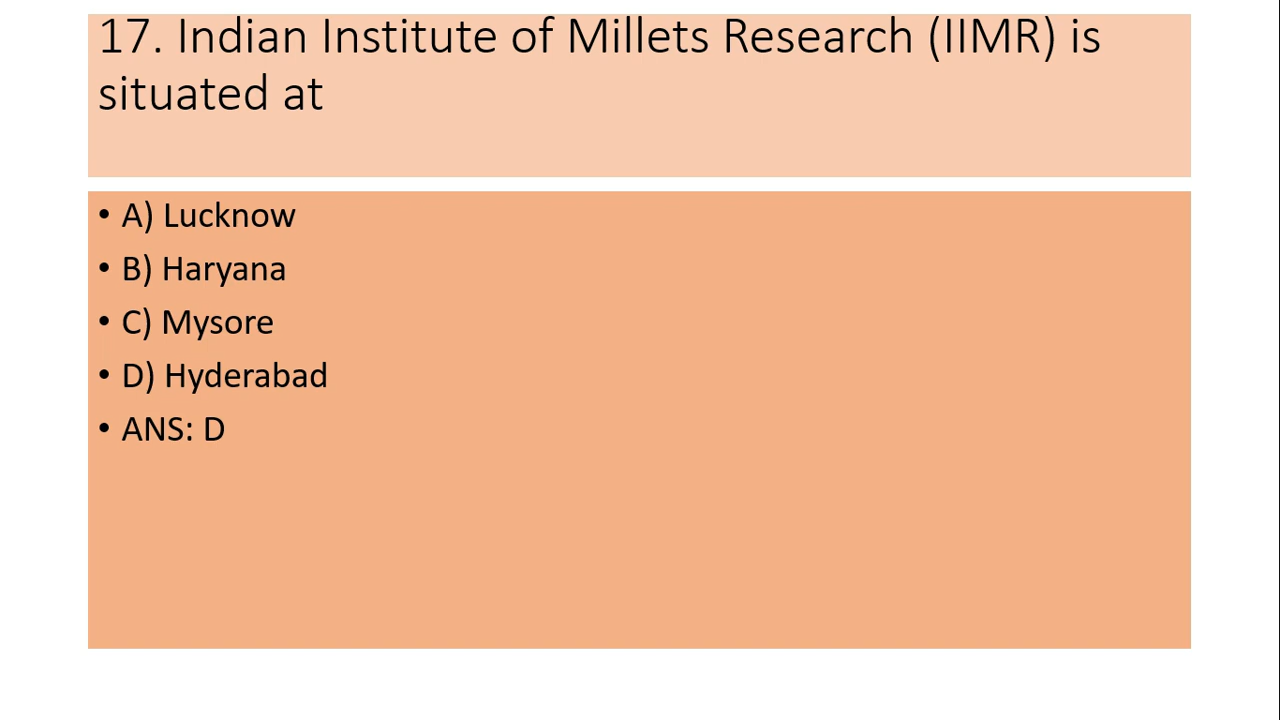 17. Indian Institute of Millets Research (IIMR) is
situated at
• A) Lucknow
• B) Haryana
• C) Mysore
• D) Hyderabad
• ANS: D